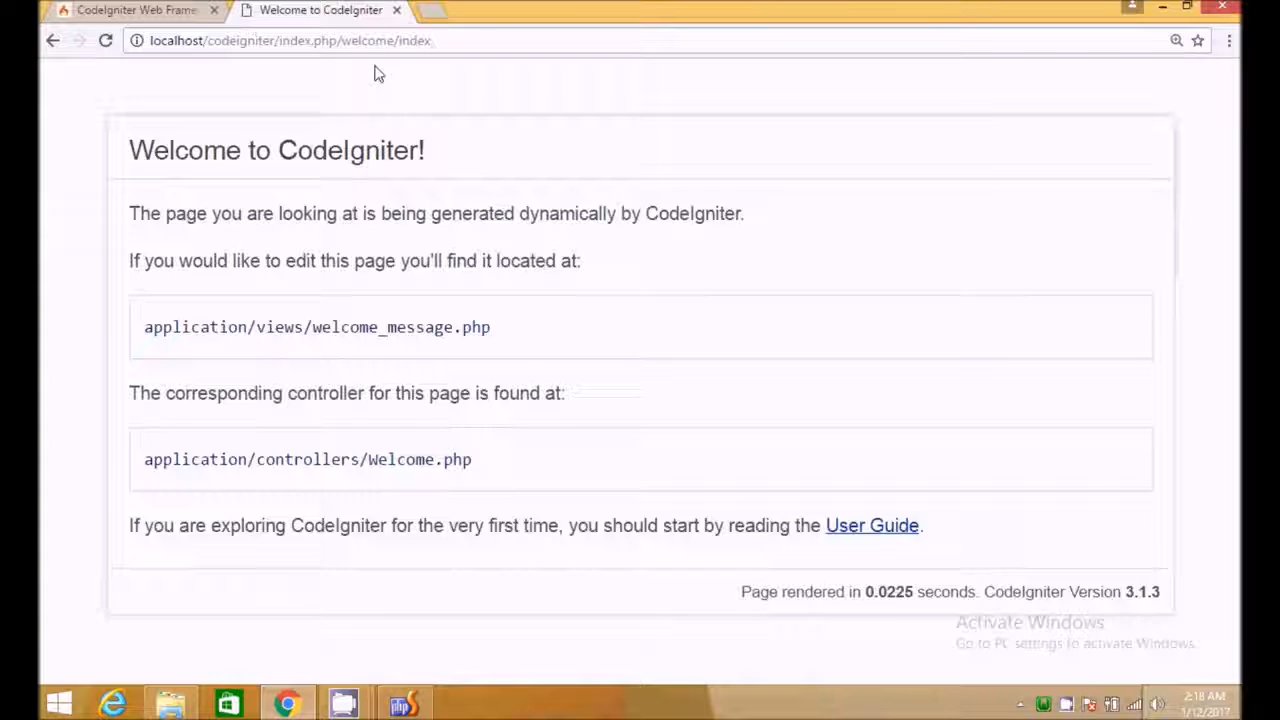 CodeIgniter Web Frame
Welcome to CodeIgniter
localhost/codeigniter/index.php/welcome/index
Welcome to CodeIgniter!
The page you are looking at is being generated dynamically by CodeIgniter.
If you would like to edit this page you'll find it located at:
application/views/welcome_message.php
The corresponding controller for this page is found at:
application/controllers/Welcome.php
If you are exploring CodeIgniter for the very first time, you should start by reading the User Guide.
Page rendered in 0.0225 seconds. CodeIgniter Version 3.1.3
Activate Windows
Go to PC settings to activate Windows.
php
2:18 AM
1/12/2017